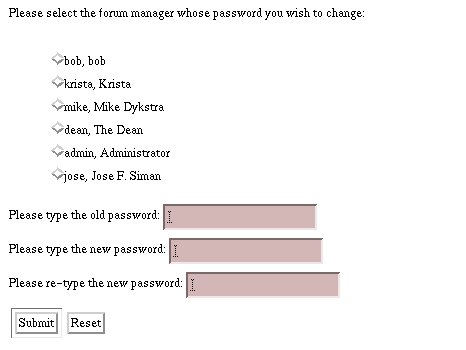 Please select the forum manager whose password you wish to change:
bob, bob
krista, Krista
mike, Mike Dykstra
dean, The Dean
admin, Administrator
jose, Jose F. Siman
Please type the old password:
Please type the new password:
Please re-type the new password:
Submit Reset